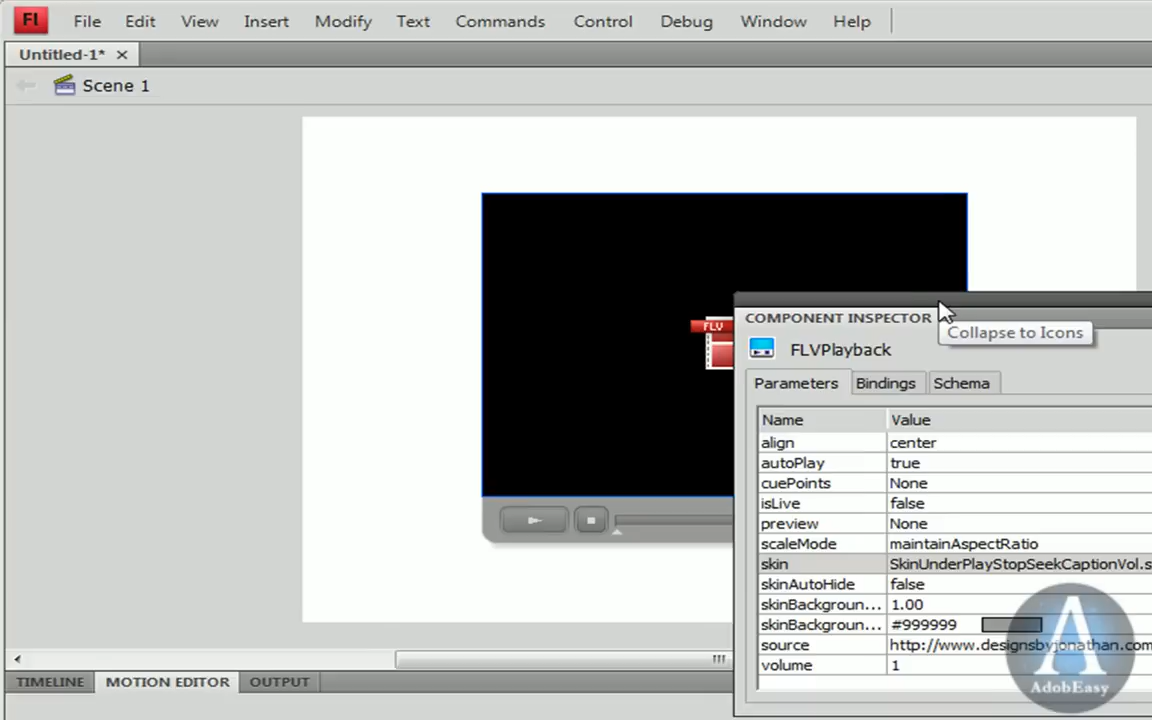 Fl File Edit View Insert Modify Text Commands Control Debug Window Help
Untitled-1*
Scene 1
FLV
COMPONENT INSPECTOR
Collapse to Icons
FLVPlayback
Parameters Bindings Schema
Name Value
align center
autoPlay true
cuePoints None
isLive false
preview None
scaleMode maintainAspectRatio
skin SkinUnderPlayStopSeekCaptionVol.s
skinAutoHide false
skinBackgroun... 1.00
skinBackgroun... #999999
source http://www.designsbyjonathan.com
volume 1
AdobEasy
TIMELINE MOTION EDITOR OUTPUT